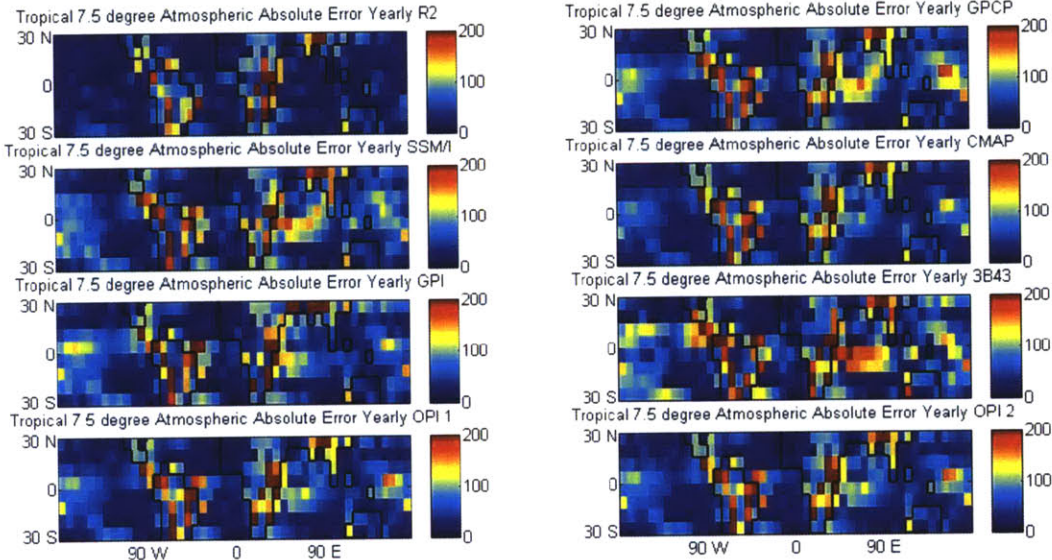 Tropical 7.5 degree Atmospheric Absolute Error Yearly R2
30 N
0
30 S
200
100
0
Tropical 7.5 degree Atmospheric Absolute Error Yearly SSM/I
30 N
0
30 S
200
100
0
Tropical 7.5 degree Atmospheric Absolute Error Yearly GPI
30 N
0
30 S
200
100
0
Tropical 7 5 degree Atmospheric Absolute Error Yearly OPI 1
30 N
0
30 S
90 W
0
90 E
200
100
0
Tropical 7.5 degree Atmospheric Absolute Error Yearly GPCP
30 N
0
30 S
200
100
0
Tropical 7.5 degree Atmospheric Absolute Error Yearly CMAP
30 N
0
30 S
200
100
0
Tropical 7.5 degree Atmospheric Absolute Error Yearly 3B43
30 N
0
30 S
200
100
0
Tropical 7.5 degree Atmospheric Absolute Error Yearly OPI 2
30 N
0
30 S
90 W
0
90 E
200
100
0